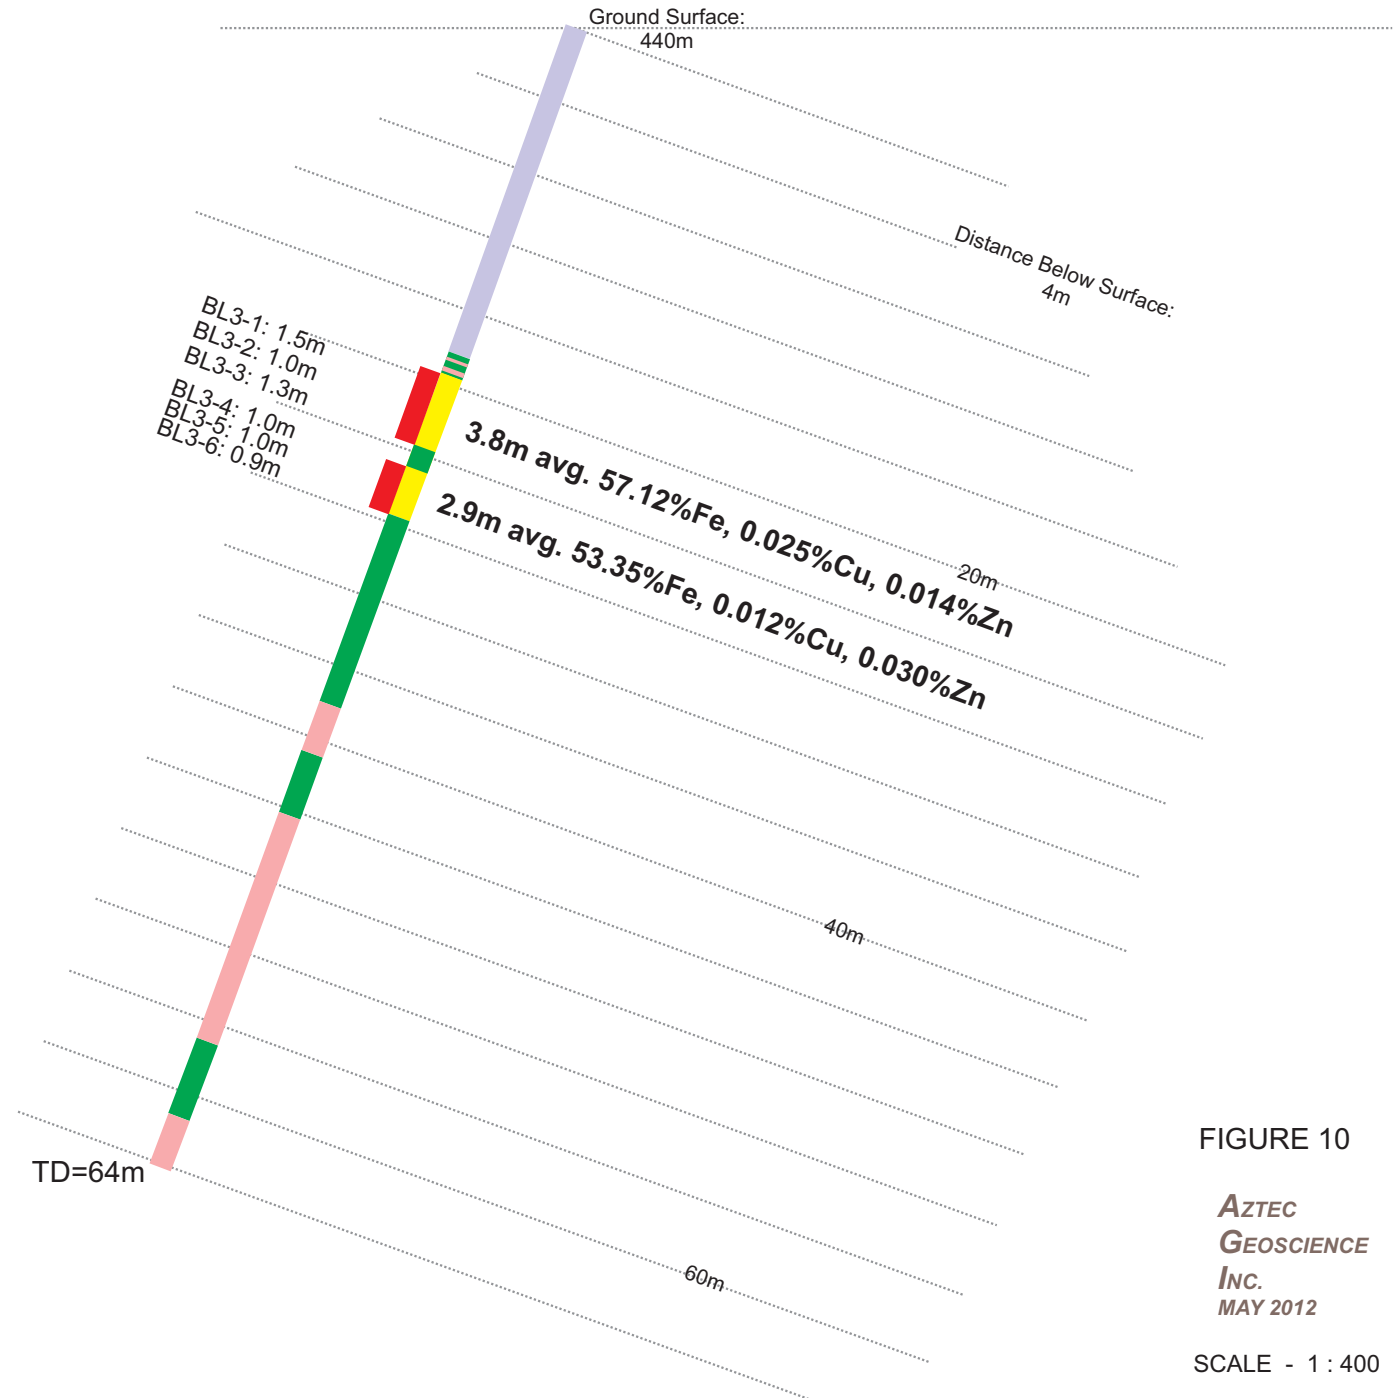 Ground Surface:
440m
Distance Below Surface:
4m
BL3-1: 1.5m
BL3-2: 1.0m
BL3-3: 1.3m
BL3-4: 1.0m
BL3-5: 1.0m
BL3-6: 0.9m
3.8m avg. 57.12%Fe, 0.025%Cu, 0.014%Zn
2.9m avg. 53.35%Fe, 0.012%Cu, 0.030%Zn
20m
40m
60m
TD=64m
FIGURE 10
AZTEC
GEOSCIENCE
INC.
MAY 2012
SCALE - 1 : 400